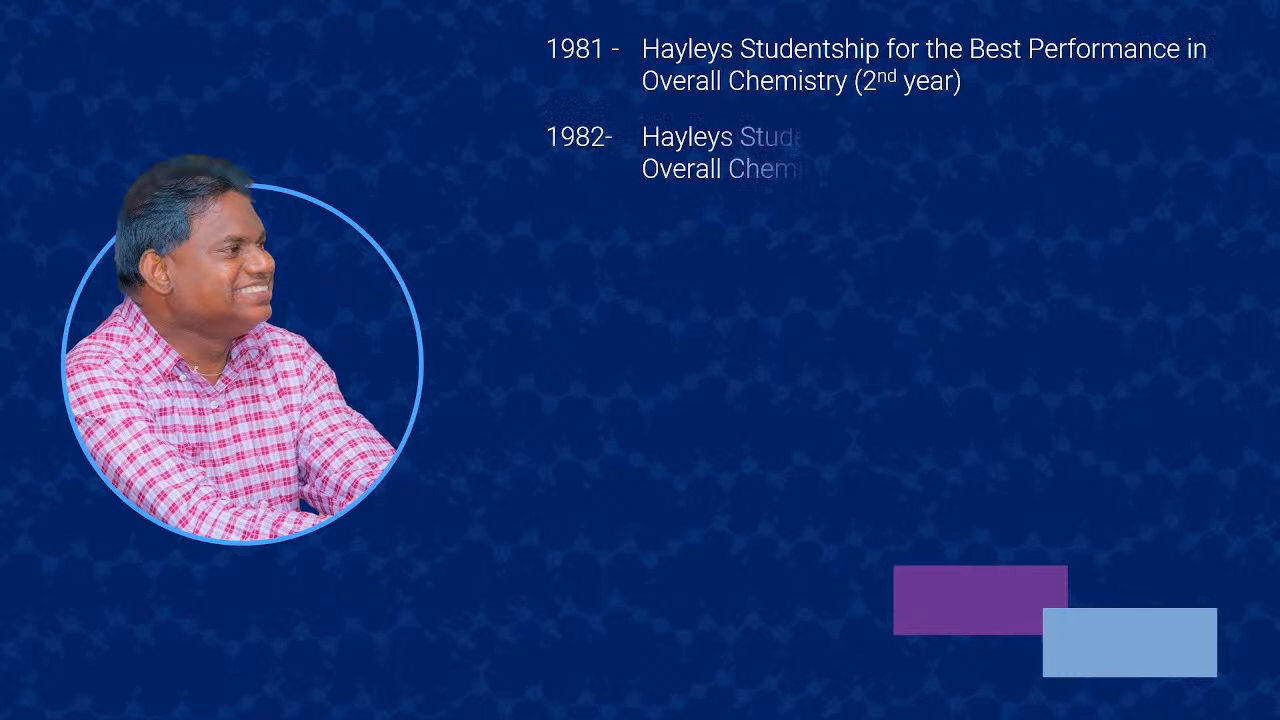 1981 - Hayleys Studentship for the Best Performance in
Overall Chemistry (2nd year)
1982- Hayleys
Overall